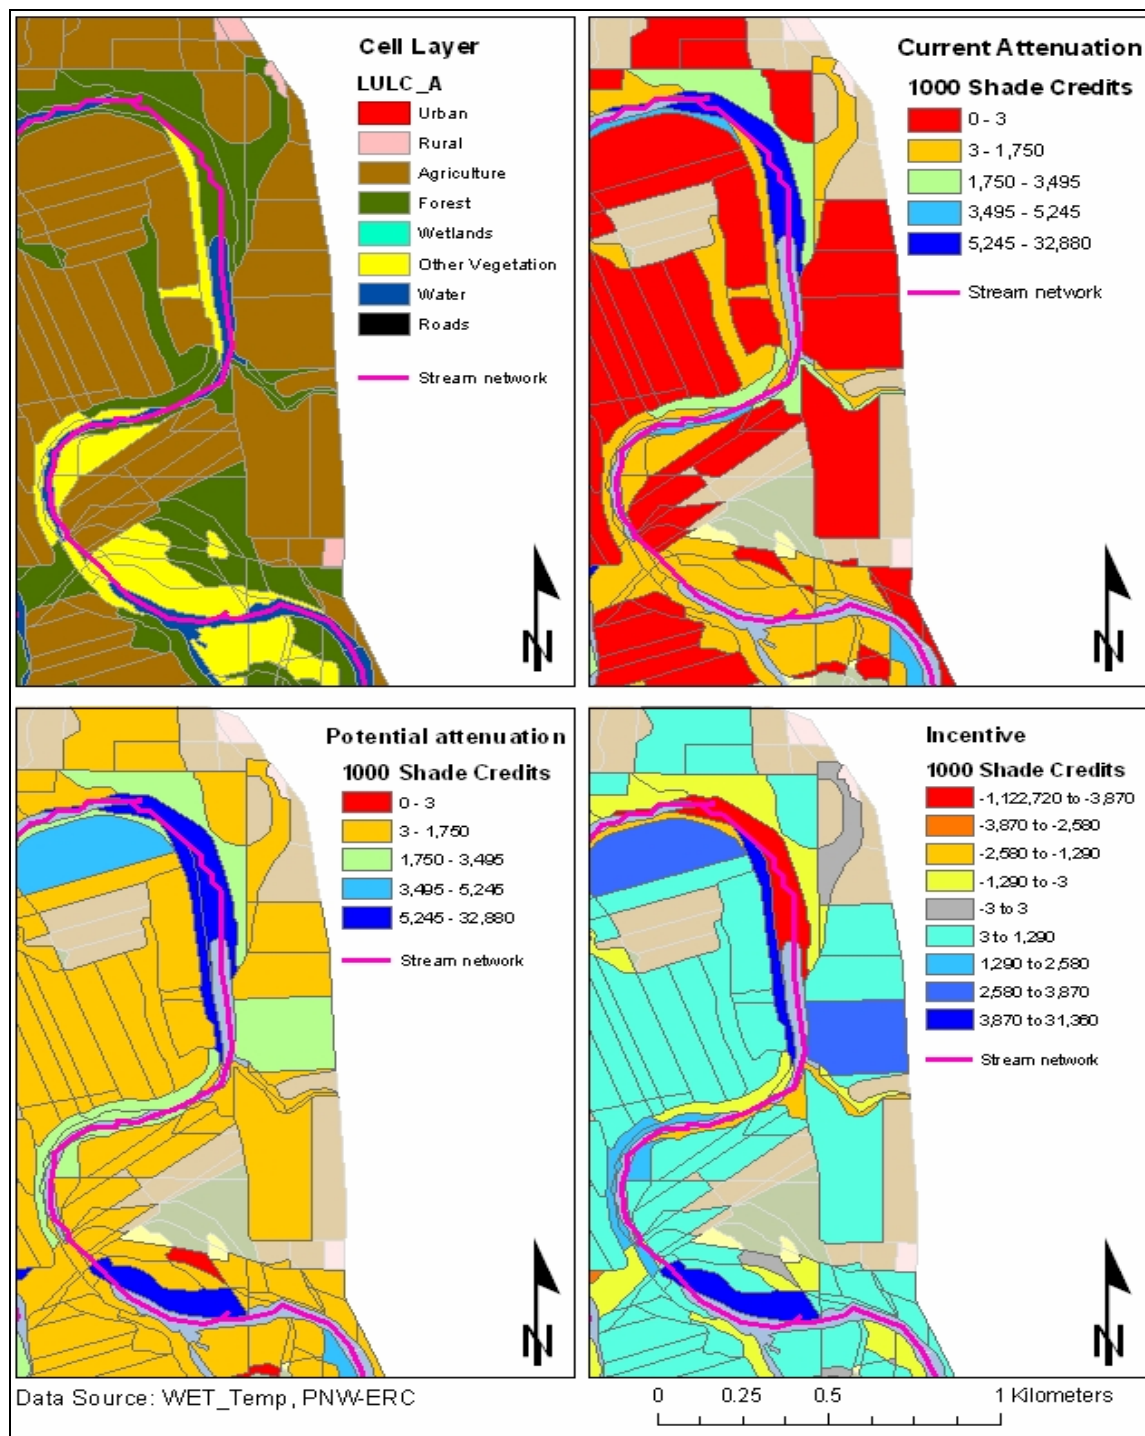 Cell Layer
LULC_A
Urban
Rural
Agriculture
Forest
Wetlands
Other Vegetation
Water
Roads
Stream network
N
Current Attenuation
1000 Shade Credits
0 - 3
3 - 1,750
1,750 - 3,495
3,495 - 5,245
5,245 - 32,880
Stream network
N
Potential attenuation
1000 Shade Credits
0 - 3
3 - 1,750
1,750 - 3,495
3,495 - 5,245
5,245 - 32,880
Stream network
N
Incentive
1000 Shade Credits
-1,122,720 to -3,870
-3,870 to -2,580
-2,580 to -1,290
-1,290 to -3
-3 to 3
3 to 1,290
1,290 to 2,580
2,580 to 3,870
3,870 to 31,360
Stream network
N
Data Source: WET_Temp, PNW-ERC
0 0.25 0.5 1 Kilometers